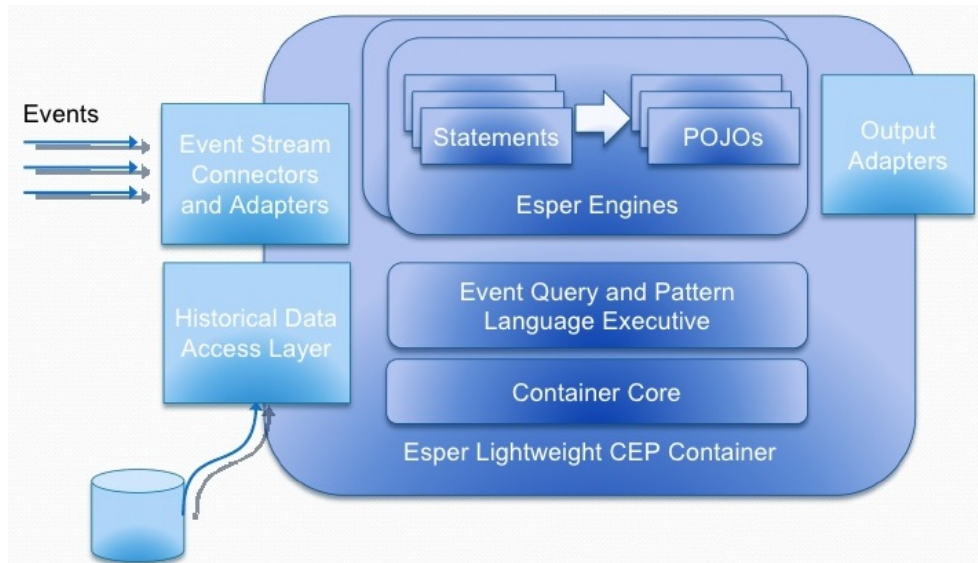 Events
Event Stream
Connectors
and Adapters
Statements
POJOs
Esper Engines
Output
Adapters
Historical Data
Access Layer
Event Query and Pattern
Language Executive
Container Core
Esper Lightweight CEP Container